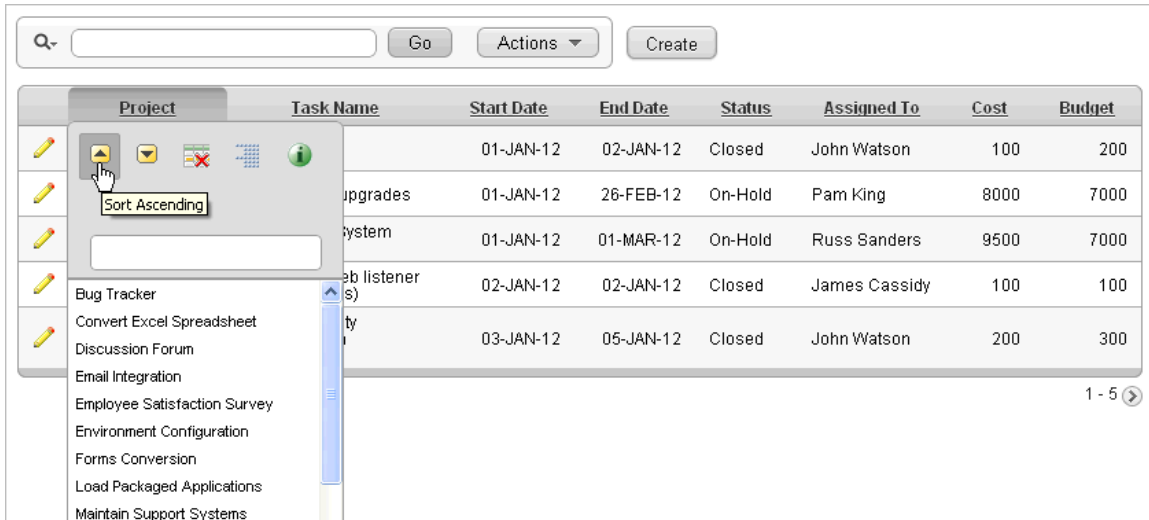 Go Actions Create
Project Task Name Start Date End Date Status Assigned To Cost Budget
01-JAN-12 02-JAN-12 Closed John Watson 100 200
Sort Ascending
upgrades 01-JAN-12 26-FEB-12 On-Hold Pam King 8000 7000
System
01-JAN-12 01-MAR-12 On-Hold Russ Sanders 9500 7000
eb listener
s) 02-JAN-12 02-JAN-12 Closed James Cassidy 100 100
ty
03-JAN-12 05-JAN-12 Closed John Watson 200 300
Bug Tracker
Convert Excel Spreadsheet
Discussion Forum
Email Integration
Employee Satisfaction Survey
Environment Configuration
Forms Conversion
Load Packaged Applications
Maintain Support Systems
1 - 5